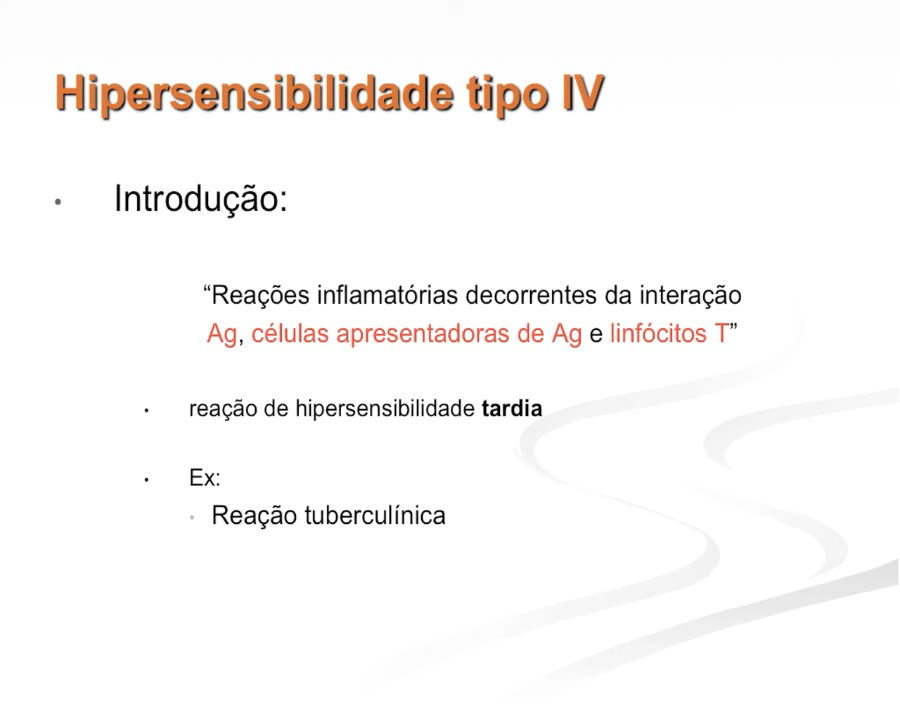 Hipersensibilidade tipo IV
• Introdução:
“Reações inflamatórias decorrentes da interação
Ag, células apresentadoras de Ag e linfócitos T”
• reação de hipersensibilidade tardia
• Ex:
• Reação tuberculínica